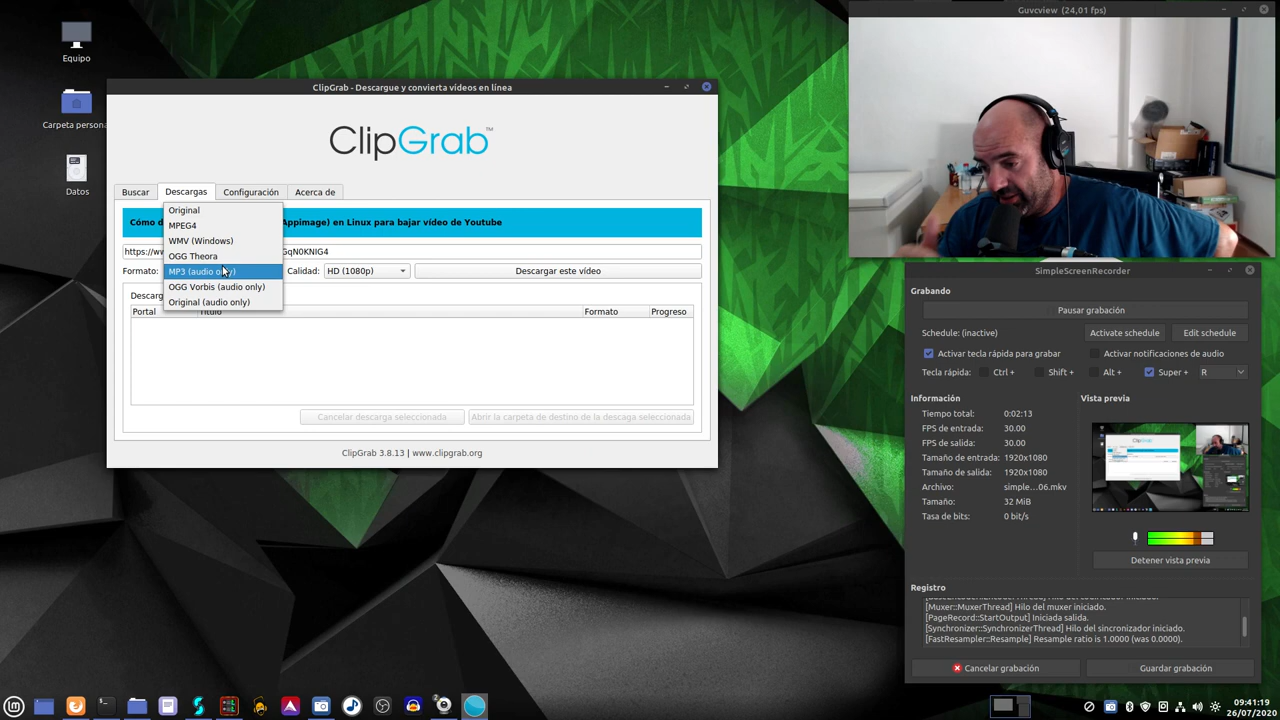 Equipo
Carpeta persona
Datos
ClipGrab - Descargue y convierta vídeos en línea
ClipGrab™
Buscar
Descargas
Configuración
Acerca de
Cómo d
Appimage) en Linux para bajar vídeo de Youtube
https://ww
GqN0KNIG4
Formato:
Original
MPEG4
WMV (Windows)
OGG Theora
MP3 (audio only)
OGG Vorbis (audio only)
Original (audio only)
Calidad:
HD (1080p)
Descargar este vídeo
Descarg
Portal
Título
Formato
Progreso
Cancelar descarga seleccionada
Abrir la carpeta de destino de la descaga seleccionada
ClipGrab 3.8.13 | www.clipgrab.org
Guvcview (24,01 fps)
SimpleScreenRecorder
Grabando
Pausar grabación
Schedule: (inactive)
Activate schedule
Edit schedule
Activar tecla rápida para grabar
Activar notificaciones de audio
Tecla rápida:
Ctrl +
Shift +
Alt +
Super +
R
Información
Tiempo total: 0:02:13
FPS de entrada: 30.00
FPS de salida: 30.00
Tamaño de entrada: 1920x1080
Tamaño de salida: 1920x1080
Archivo: simple...06.mkv
Tamaño: 32 MiB
Tasa de bits: 0 bit/s
Vista previa
Detener vista previa
Registro
[Muxer::MuxerThread] Hilo del muxer iniciado.
[PageRecord::StartOutput] Iniciada salida.
[Synchronizer::SynchronizerThread] Hilo del sincronizador iniciado.
[FastResampler::Resample] Resample ratio is 1.0000 (was 0.0000).
Cancelar grabación
Guardar grabación
09:41:19
26/07/2020